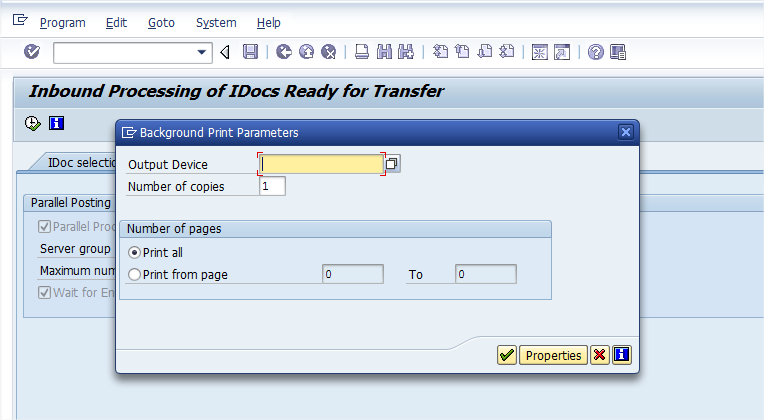 Program Edit Goto System Help
Inbound Processing of IDocs Ready for Transfer
Background Print Parameters
IDoc selectio
Output Device
Number of copies 1
Parallel Posting
Number of pages
Parallel Proc
Print all
Server group
Print from page 0 To 0
Maximum num
Wait for En
Properties